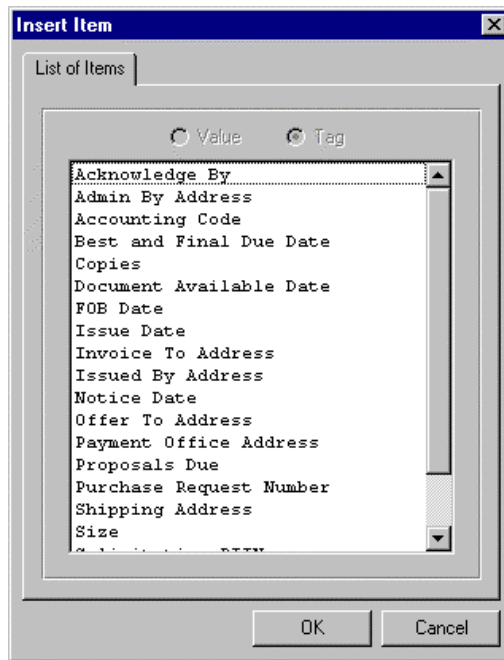 Insert Item
List of Items
Value Tag
Acknowledge By
Admin By Address
Accounting Code
Best and Final Due Date
Copies
Document Available Date
FOB Date
Issue Date
Invoice To Address
Issued By Address
Notice Date
Offer To Address
Payment Office Address
Proposals Due
Purchase Request Number
Shipping Address
Size
OK Cancel